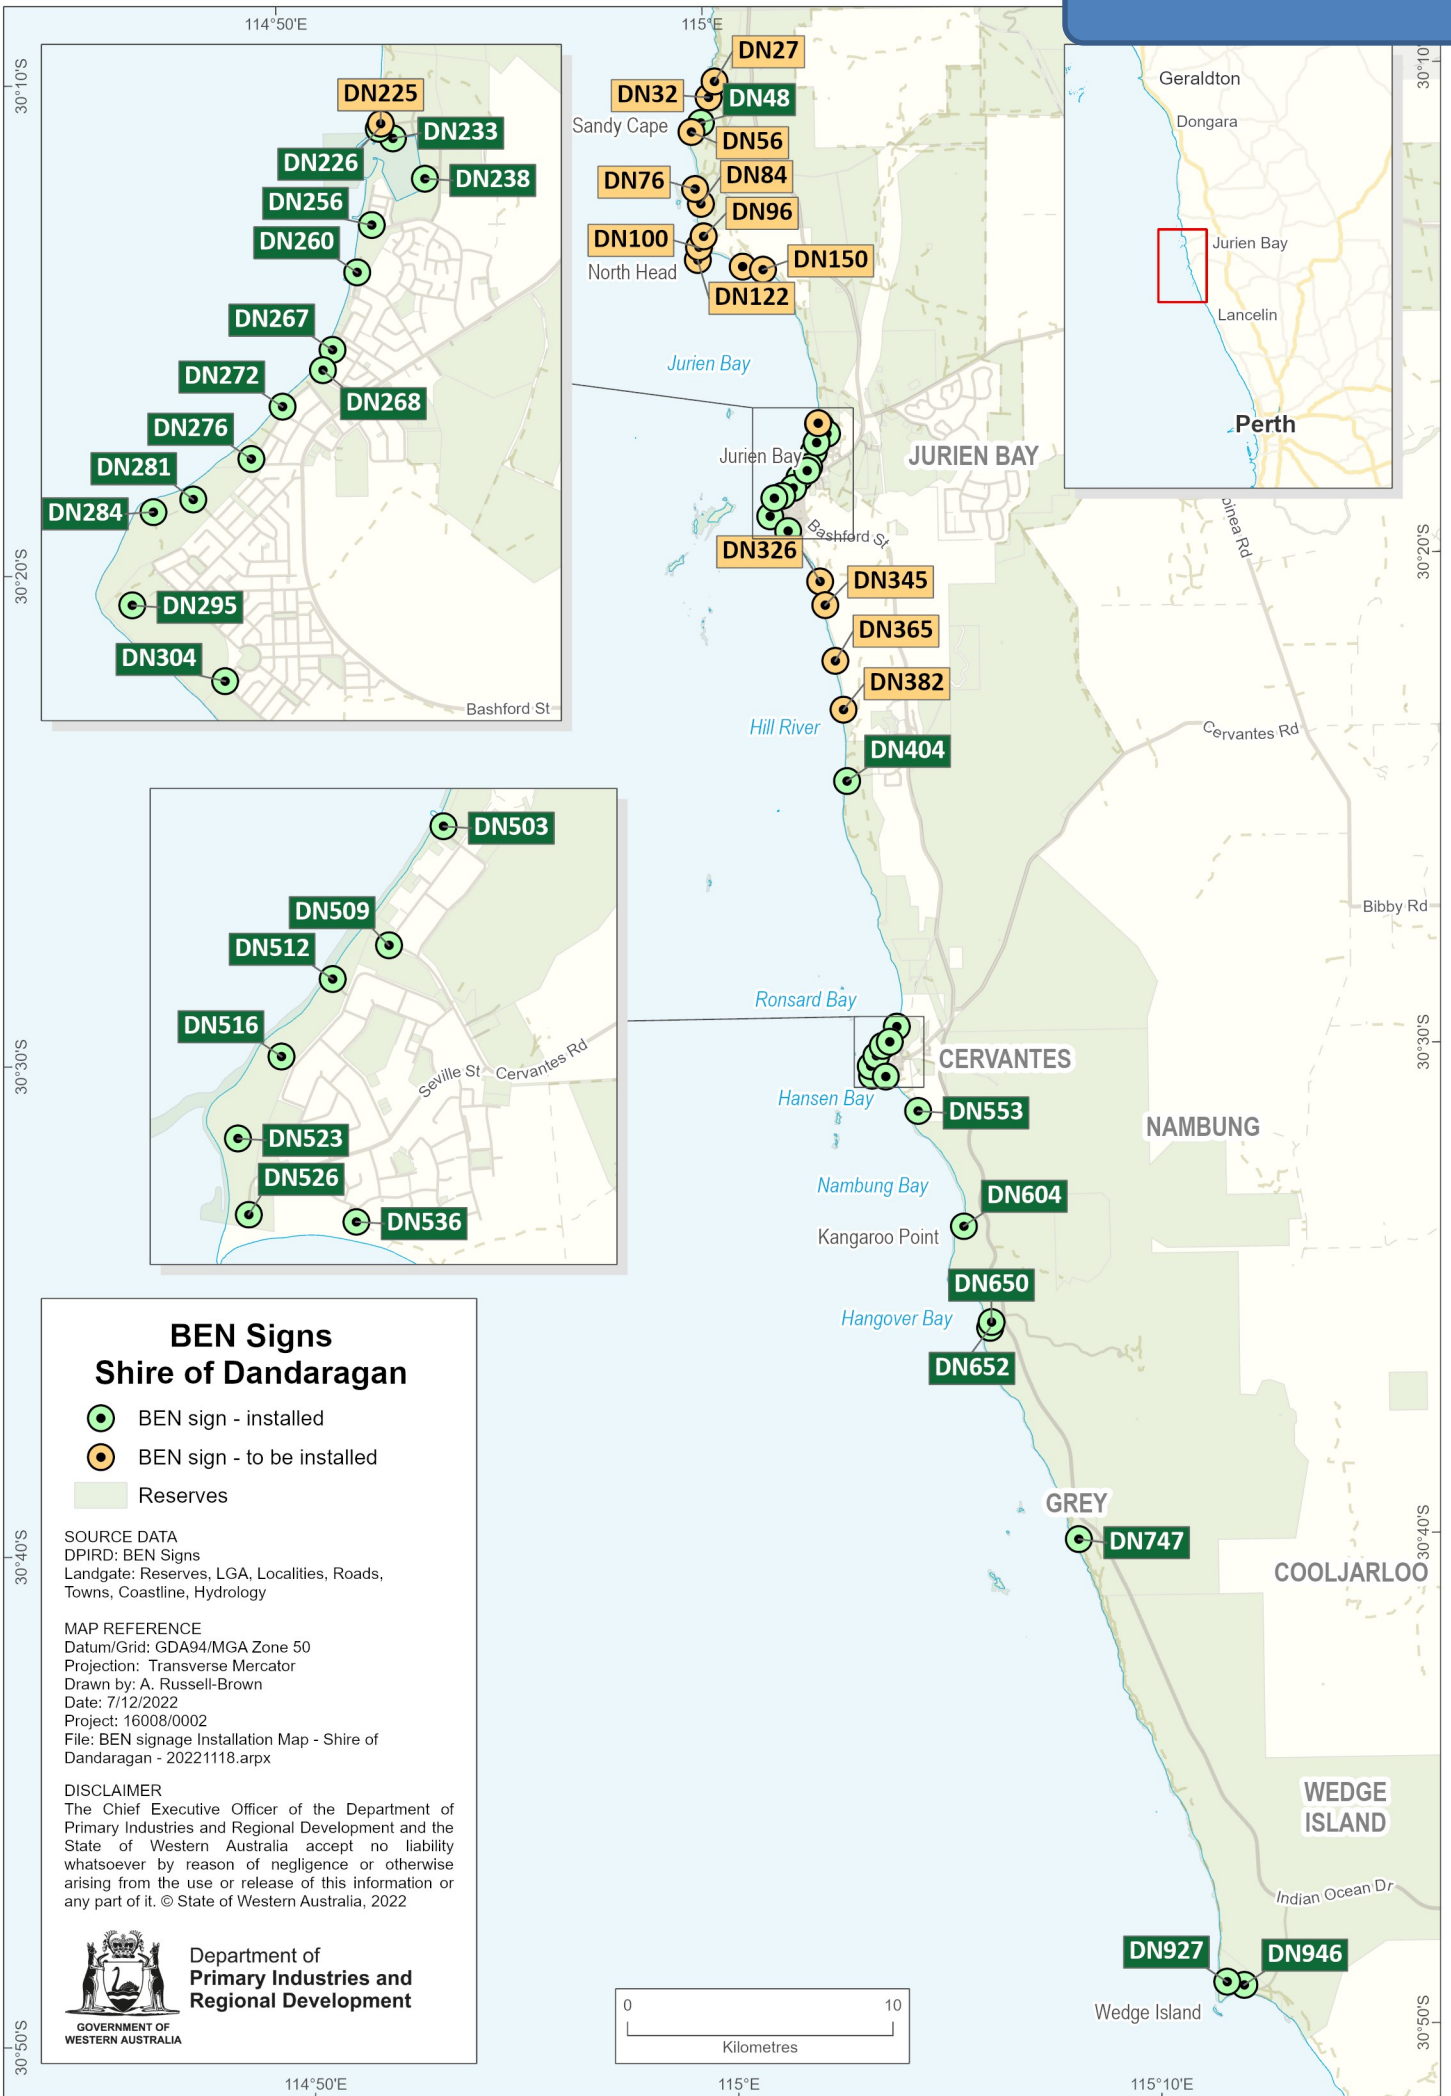 114°50'E
115°E
30°10'S
30°10'S
DN225
DN233
DN226
DN238
DN256
DN260
DN267
DN272
DN268
DN276
DN281
DN284
DN295
DN304
Bashford St
DN27
DN32
DN48
Sandy Cape
DN56
DN84
DN76
DN96
DN100
DN150
North Head
DN122
Jurien Bay
Jurien Bay
JURIEN BAY
Bashford St
DN326
DN345
DN365
DN382
Hill River
DN404
Geraldton
Dongara
Jurien Bay
Lancelin
Perth
30°20'S
30°20'S
Cervantes Rd
Bibby Rd
DN503
DN509
DN512
DN516
Seville St
Cervantes Rd
DN523
DN526
DN536
Ronsard Bay
CERVANTES
Hansen Bay
DN553
30°30'S
30°30'S
NAMBUNG
Nambung Bay
DN604
Kangaroo Point
DN650
Hangover Bay
DN652
GREY
DN747
30°40'S
30°40'S
COOLJARLOO
WEDGE
ISLAND
Indian Ocean Dr
DN927
DN946
Wedge Island
30°50'S
30°50'S
BEN Signs
Shire of Dandaragan
BEN sign - installed
BEN sign - to be installed
Reserves
SOURCE DATA
DPIRD: BEN Signs
Landgate: Reserves, LGA, Localities, Roads,
Towns, Coastline, Hydrology
MAP REFERENCE
Datum/Grid: GDA94/MGA Zone 50
Projection: Transverse Mercator
Drawn by: A. Russell-Brown
Date: 7/12/2022
Project: 16008/0002
File: BEN signage Installation Map - Shire of
Dandaragan - 20221118.arpx
DISCLAIMER
The Chief Executive Officer of the Department of
Primary Industries and Regional Development and the
State of Western Australia accept no liability
whatsoever by reason of negligence or otherwise
arising from the use or release of this information or
any part of it. © State of Western Australia, 2022
GOVERNMENT OF
WESTERN AUSTRALIA
Department of
Primary Industries and
Regional Development
0
10
Kilometres
114°50'E
115°E
115°10'E